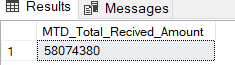 Results Messages
MTD_Total_Recived_Amount
1 58074380